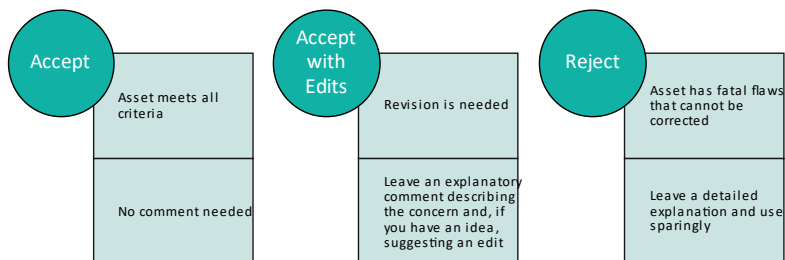 Accept
Asset meets all
criteria
No comment needed
Accept
with
Edits
Revision is needed
Leave an explanatory
comment describing
the concern and, if
you have an idea,
suggesting an edit
Reject
Asset has fatal flaws
that cannot be
corrected
Leave a detailed
explanation and use
sparingly